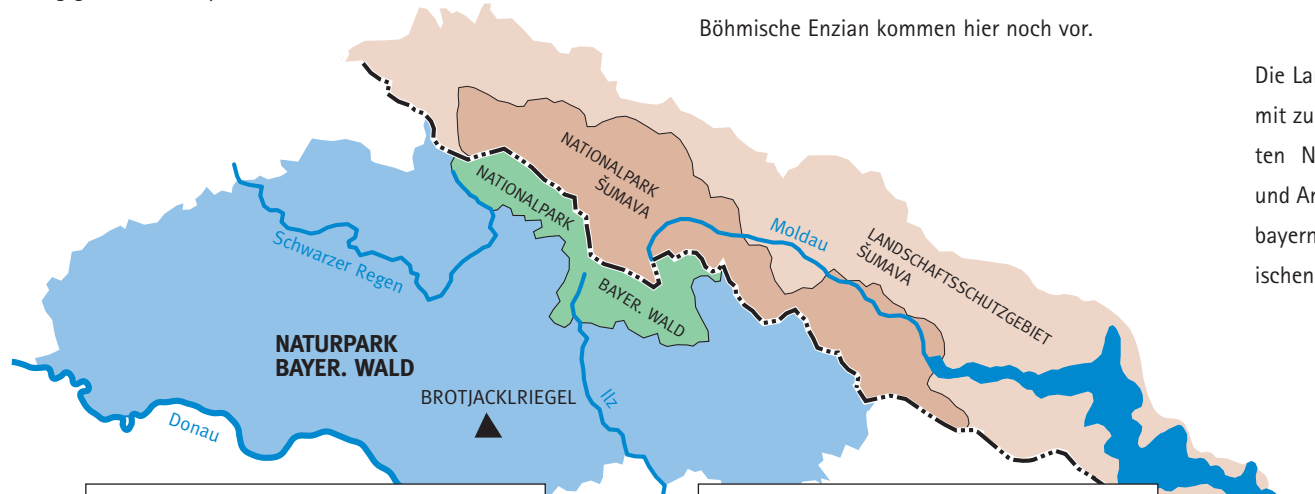 Böhmische Enzian kommen hier noch vor.
Die La
mit zu
ten N
und Ar
bayern
ischen
NATIONALPARK
ŠUMAVA
NATIONALPARK
BAYER. WALD
Moldau
LANDSCHAFTSSCHUTZGEBIET
ŠUMAVA
Schwarzer Regen
NATURPARK
BAYER. WALD
BROTJACKLRIEGEL
Ilz
Donau